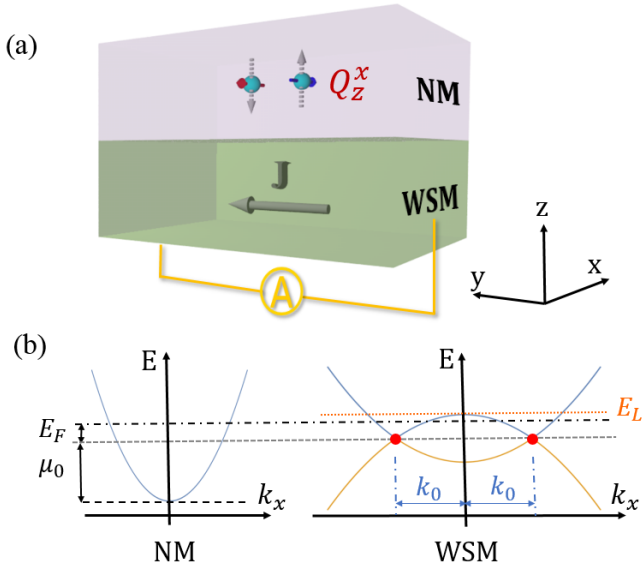 (a)
Q_z^x
NM
J
WSM
A
z
y
x
(b)
E
E
E_L
E_F
μ_0
k_0
k_0
k_x
k_x
NM
WSM